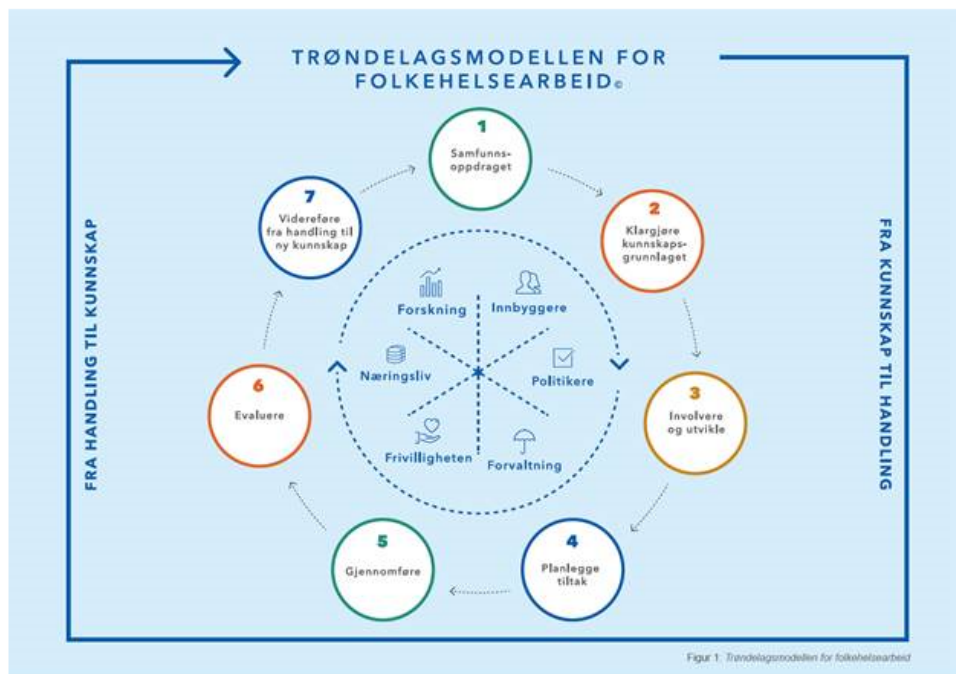 TRØNDELAGSMODELLEN FOR
FOLKEHELSEARBEID©
1
Samfunns-
oppdraget
2
Klargjøre
kunnskaps-
grunnlaget
3
Involvere
og utvikle
4
Planlegge
tiltak
5
Gjennomføre
6
Evaluere
7
Videreføre
fra handling til
ny kunnskap
Forskning
Innbyggere
Næringsliv
Politikere
Frivilligheten
Forvaltning
FRA HANDLING TIL KUNNSKAP
FRA KUNNSKAP TIL HANDLING
Figur 1: Trøndelagsmodellen for folkehelsearbeid